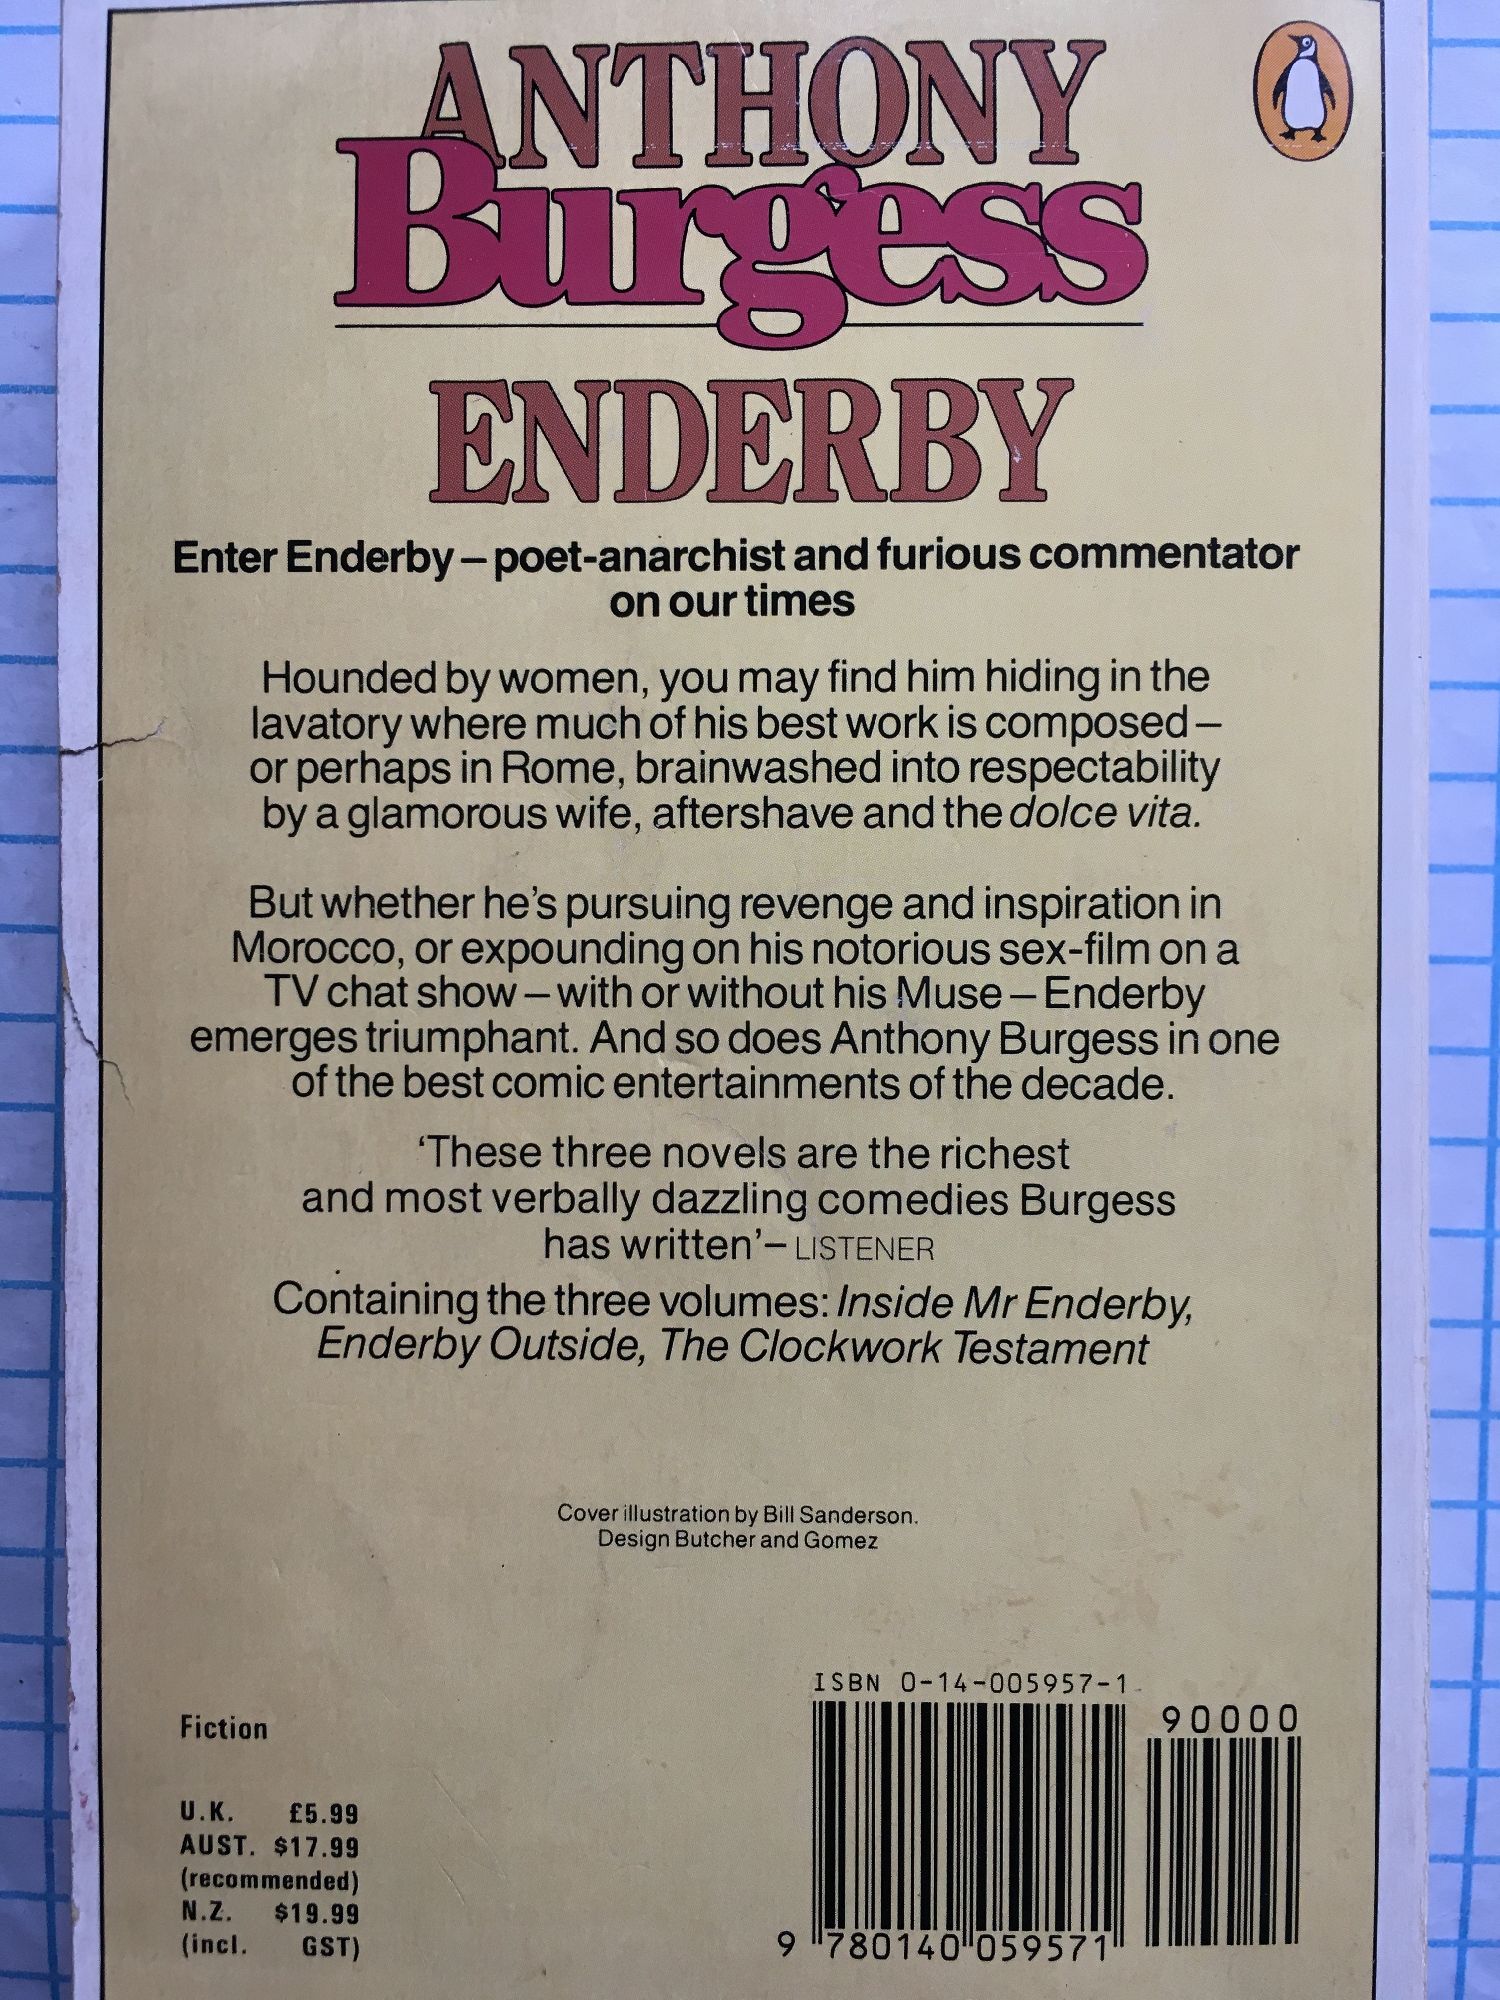 ANTHONY
Burgess
ENDERBY
Enter Enderby – poet-anarchist and furious commentator
on our times
Hounded by women, you may find him hiding in the
lavatory where much of his best work is composed –
or perhaps in Rome, brainwashed into respectability
by a glamorous wife, aftershave and the dolce vita.
But whether he's pursuing revenge and inspiration in
Morocco, or expounding on his notorious sex-film on a
TV chat show – with or without his Muse – Enderby
emerges triumphant. And so does Anthony Burgess in one
of the best comic entertainments of the decade.
‘These three novels are the richest
and most verbally dazzling comedies Burgess
has written’ – LISTENER
Containing the three volumes: Inside Mr Enderby,
Enderby Outside, The Clockwork Testament
Cover illustration by Bill Sanderson.
Design Butcher and Gomez
ISBN 0-14-005957-1
90000
Fiction
U.K. £5.99
AUST. $17.99
(recommended)
N.Z. $19.99
(incl. GST)
9 780140 059571